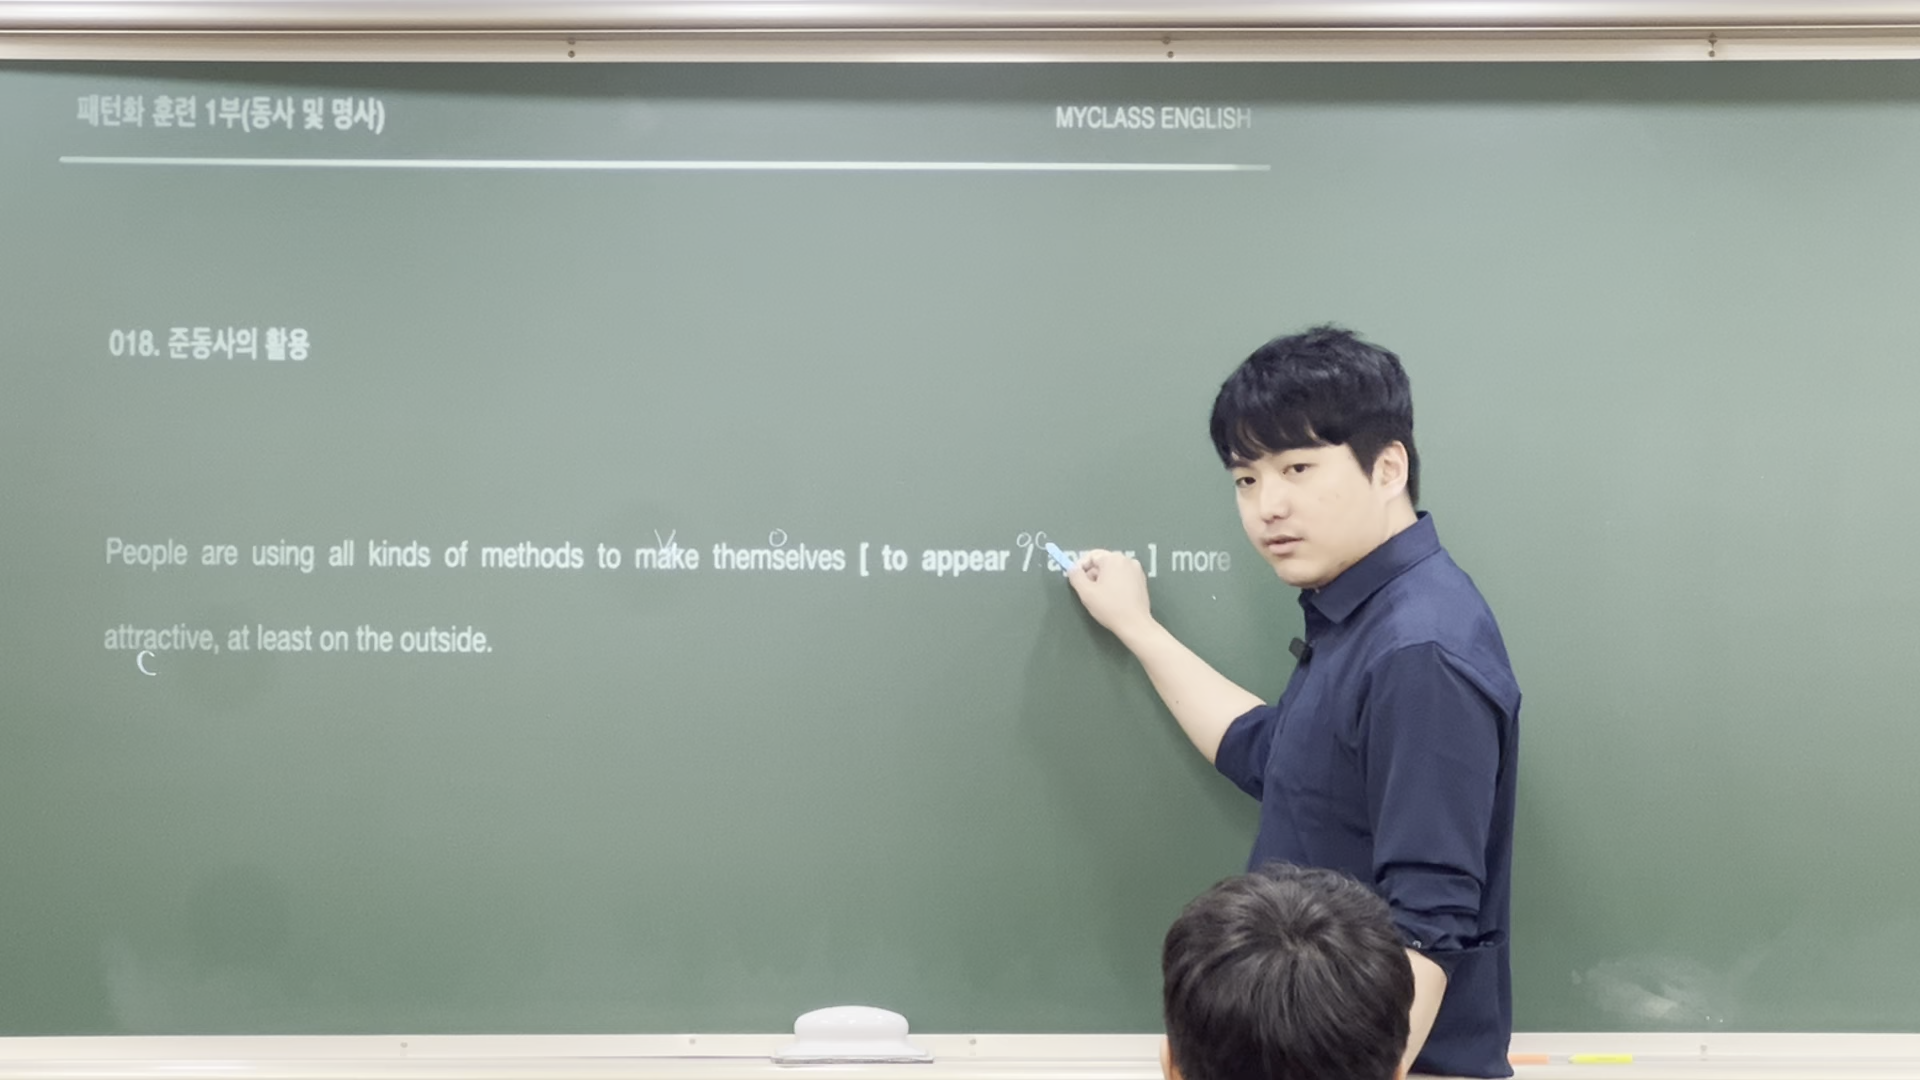 패턴화 훈련 1부(동사 및 명사)
MYCLASS ENGLISH
018. 준동사의 활용
V O OC
People are using all kinds of methods to make themselves [ to appear / appear ] more
attractive, at least on the outside.
C